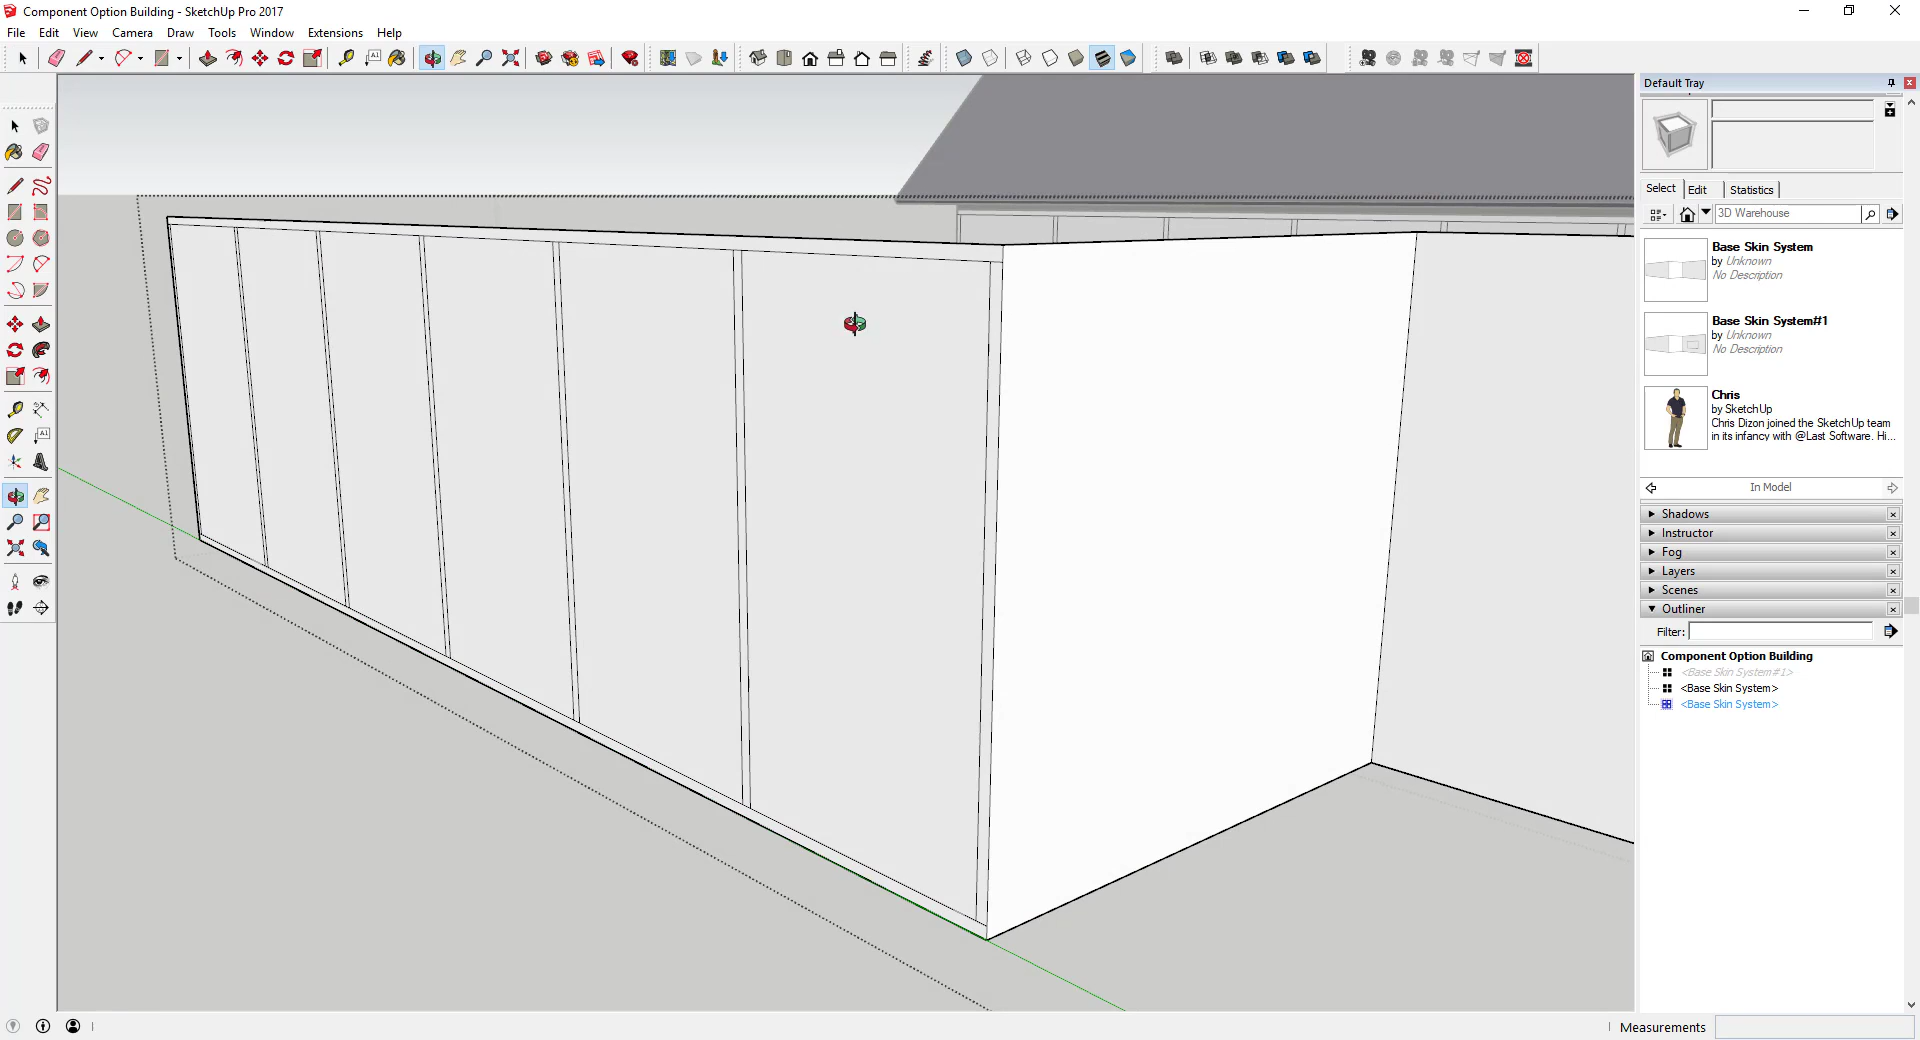 Component Option Building - SketchUp Pro 2017
File Edit View Camera Draw Tools Window Extensions Help
Default Tray
Select Edit Statistics
3D Warehouse
Base Skin System
by Unknown
No Description
Base Skin System#1
by Unknown
No Description
Chris
by SketchUp
Chris Dizon joined the SketchUp team
in its infancy with @Last Software. Hi...
In Model
Shadows
Instructor
Fog
Layers
Scenes
Outliner
Filter:
Component Option Building
<Base Skin System#1>
<Base Skin System>
<Base Skin System>
Measurements